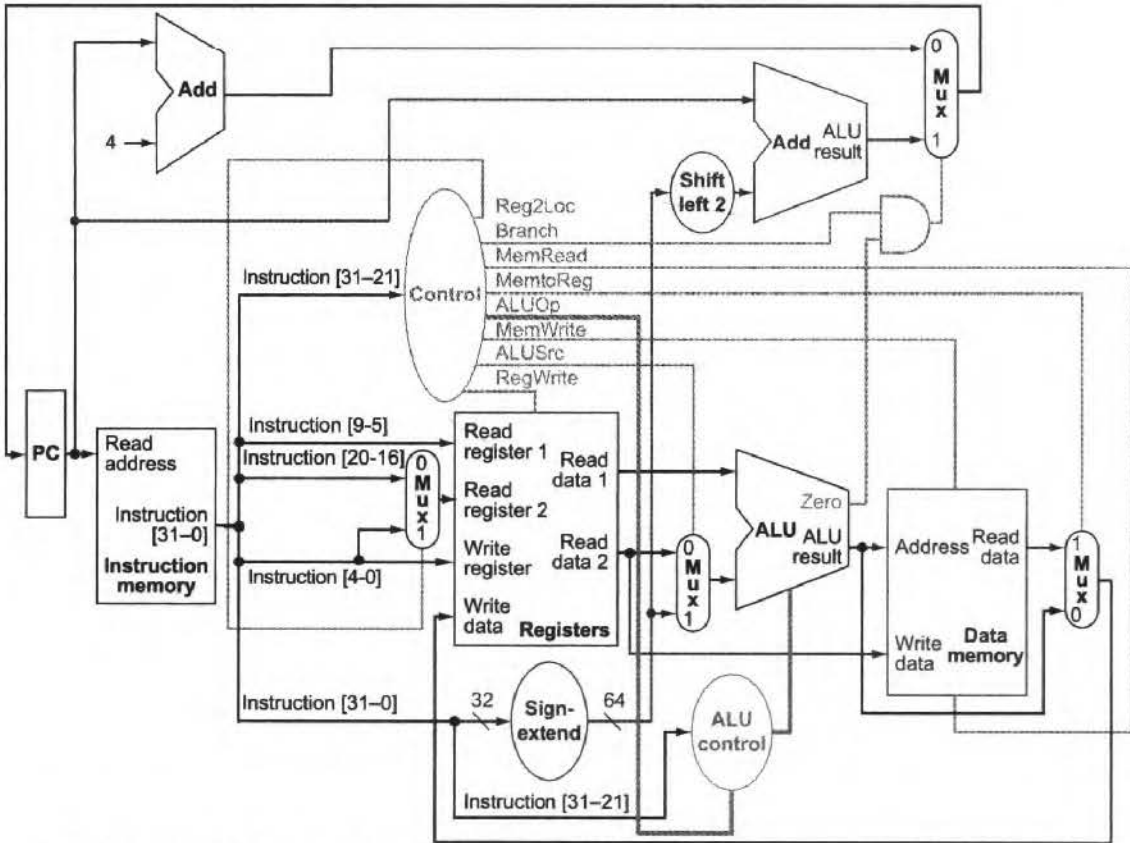 Add
4
0
Mux
1
Add
ALU
result
Shift
left 2
Reg2Loc
Branch
MemRead
MemtoReg
ALUOp
MemWrite
ALUSrc
RegWrite
Instruction [31–21]
Control
PC
Read
address
Instruction
[31–0]
Instruction
memory
Instruction [9-5]
Instruction [20-16]
Instruction [4-0]
0
Mux
1
Read
register 1
Read
register 2
Write
register
Write
data
Read
data 1
Read
data 2
Registers
0
Mux
1
Zero
ALU
ALU
result
Address
Read
data
Write
data
Data
memory
1
Mux
0
Instruction [31–0]
32
Sign-
extend
64
ALU
control
Instruction [31–21]